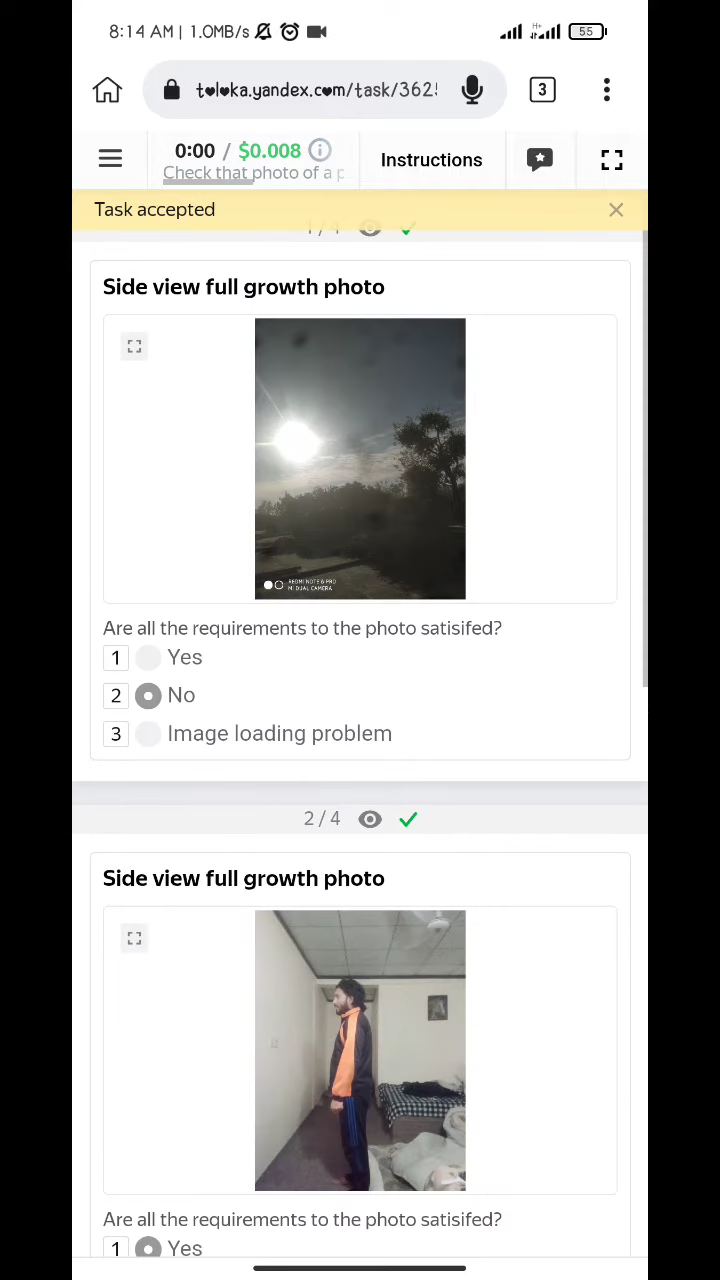 8:14 AM | 1.0MB/s
H+
55
t♥l♥ka.yandex.c♥m/task/362!
3
0:00 / $0.008
Check that photo of a p
Instructions
Task accepted
1/4
Side view full growth photo
REDMI NOTE 6 PRO
MI DUAL CAMERA
Are all the requirements to the photo satisifed?
1 Yes
2 No
3 Image loading problem
2/4
Side view full growth photo
Are all the requirements to the photo satisifed?
1 Yes